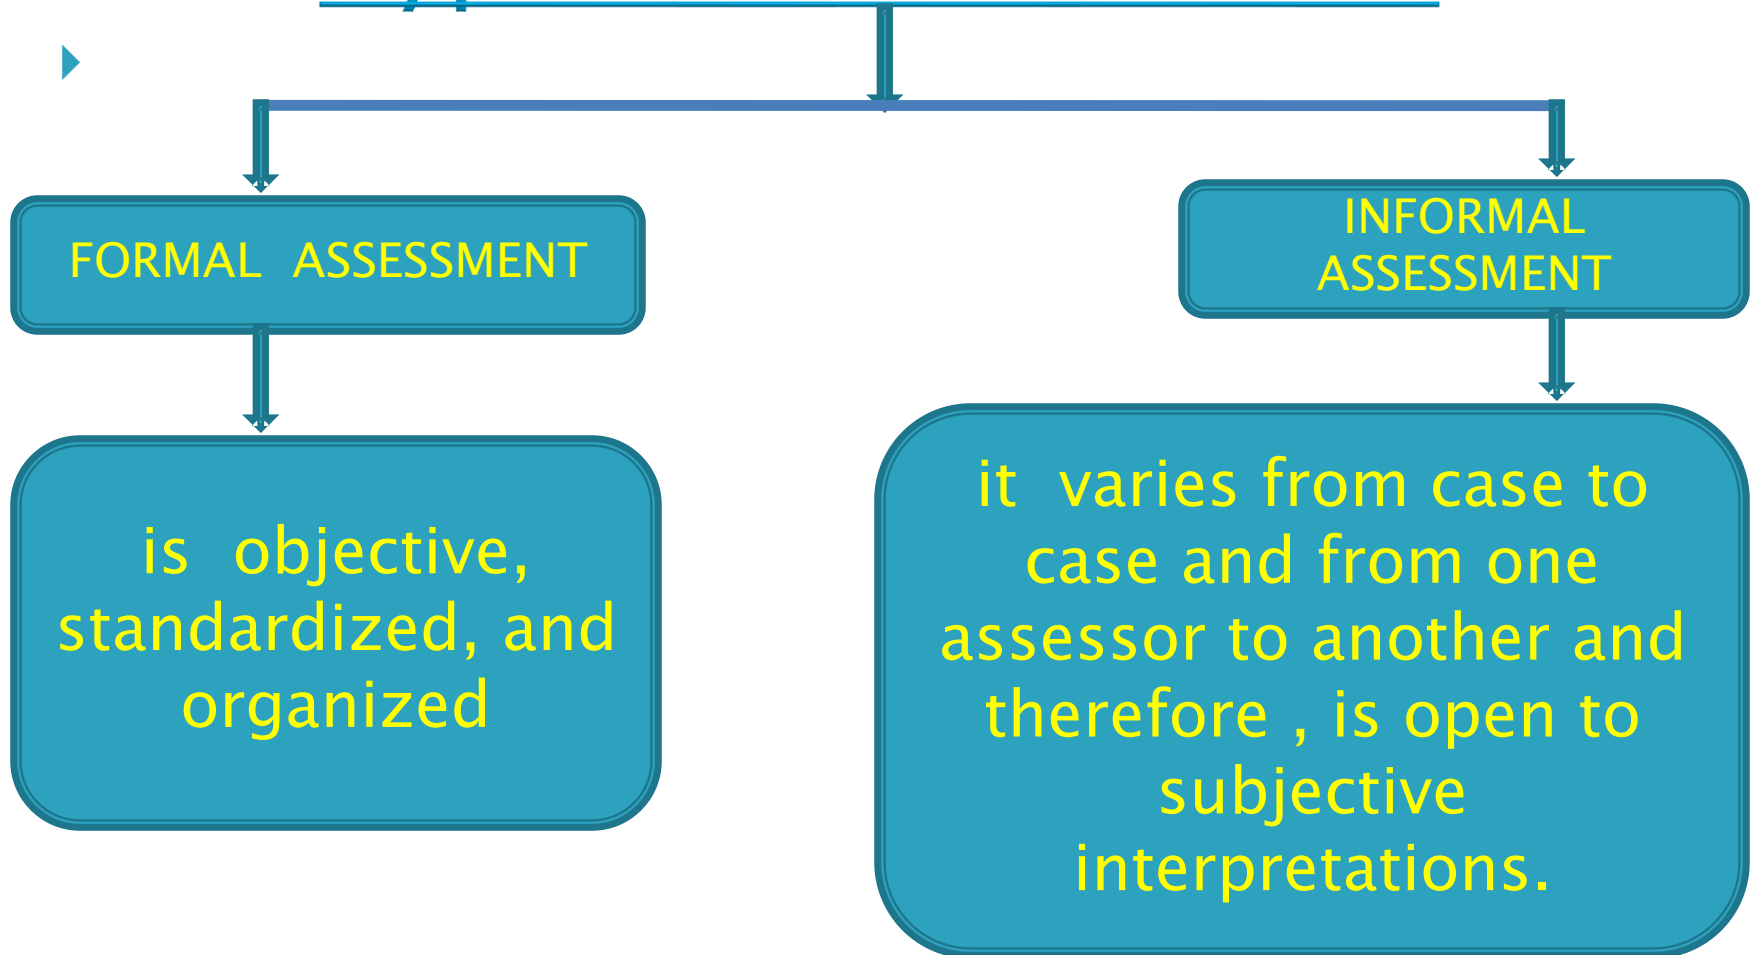 FORMAL  ASSESSMENT
INFORMAL
ASSESSMENT
is  objective,
standardized, and
organized
it  varies from case to
case and from one
assessor to another and
therefore , is open to
subjective
interpretations.